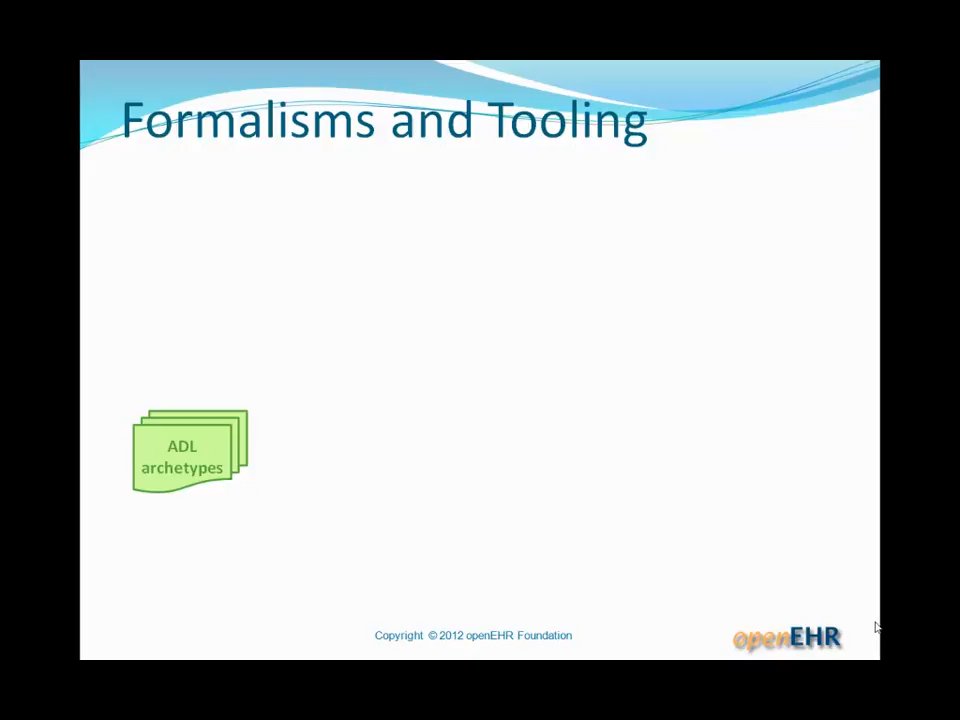 Formalisms and Tooling
ADL
archetypes
Copyright © 2012 openEHR Foundation
openEHR